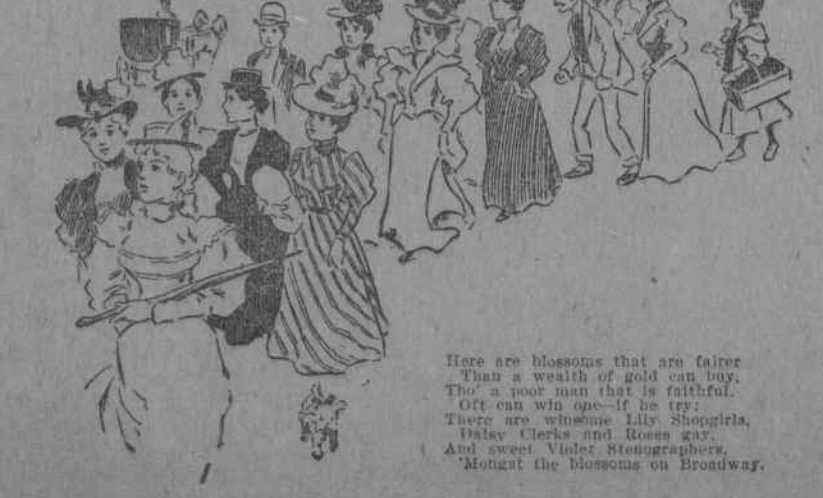 Here are blossoms that are fairer
Than a wealth of gold can buy,
Tho' a poor man that is faithful.
Oft can win one—if he try;
There are winsome Lily Shopgirls,
Daisy Clerks and Roses gay,
And sweet Violet Stenographers,
'Mongst the blossoms on Broadway.